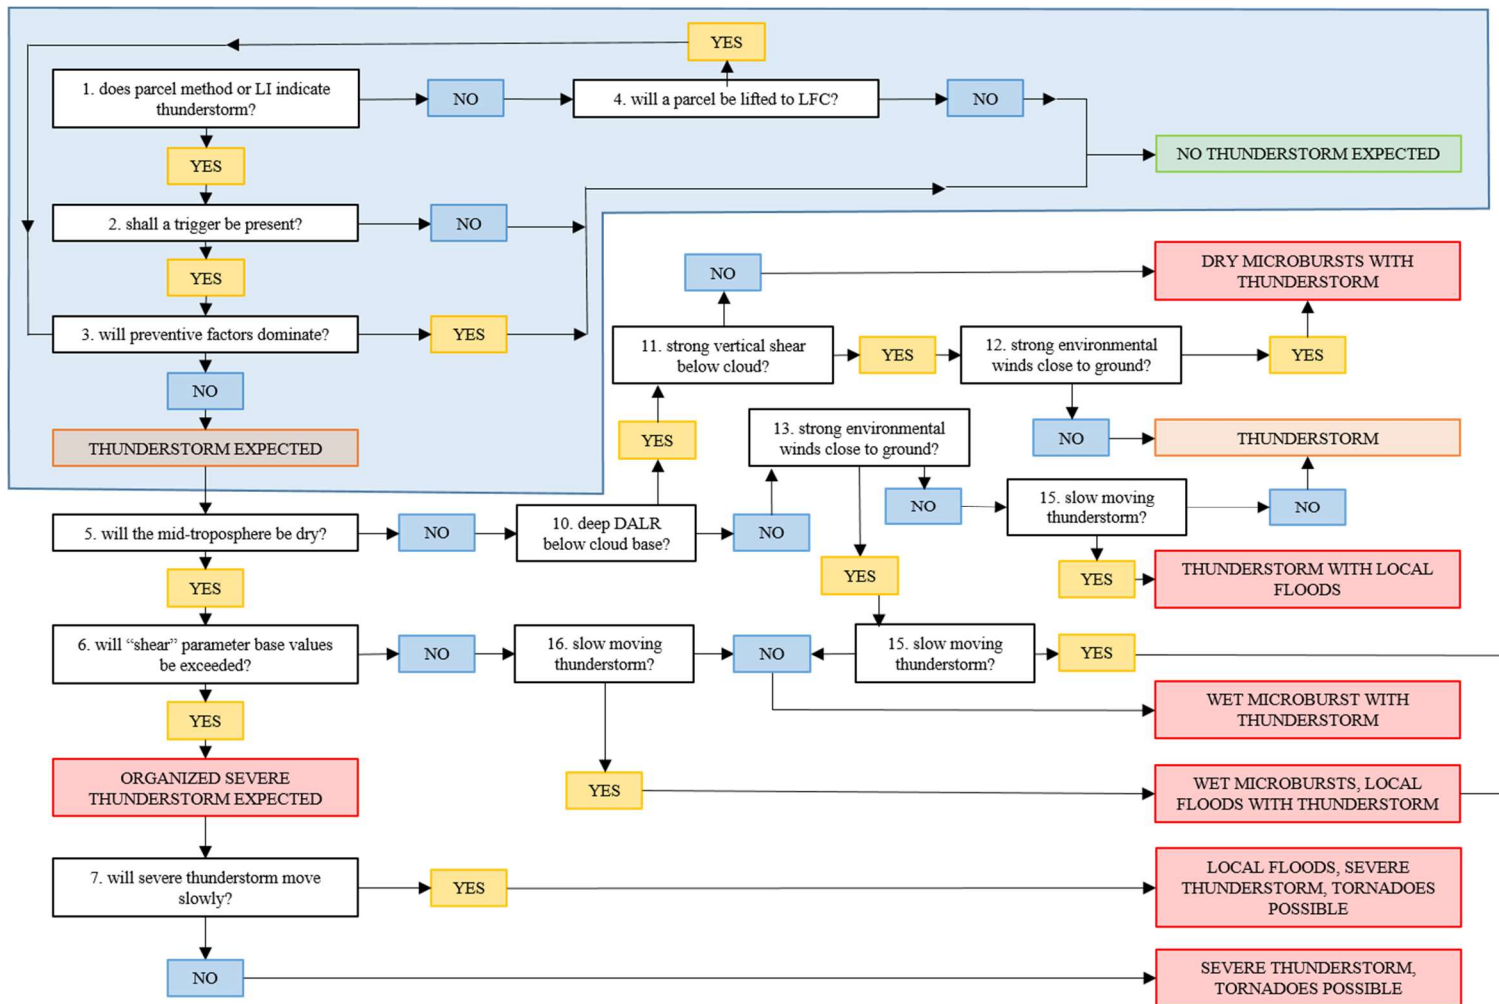 YES
1. does parcel method or LI indicate
thunderstorm?
NO
4. will a parcel be lifted to LFC?
NO
NO THUNDERSTORM EXPECTED
YES
2. shall a trigger be present?
NO
YES
3. will preventive factors dominate?
YES
NO
THUNDERSTORM EXPECTED
NO
DRY MICROBURSTS WITH
THUNDERSTORM
11. strong vertical shear
below cloud?
YES
12. strong environmental
winds close to ground?
YES
YES
13. strong environmental
winds close to ground?
NO
THUNDERSTORM
5. will the mid-troposphere be dry?
NO
10. deep DALR
below cloud base?
NO
NO
15. slow moving
thunderstorm?
NO
YES
YES
YES
THUNDERSTORM WITH LOCAL
FLOODS
6. will “shear” parameter base values
be exceeded?
NO
16. slow moving
thunderstorm?
NO
15. slow moving
thunderstorm?
YES
YES
WET MICROBURST WITH
THUNDERSTORM
ORGANIZED SEVERE
THUNDERSTORM EXPECTED
YES
WET MICROBURSTS, LOCAL
FLOODS WITH THUNDERSTORM
7. will severe thunderstorm move
slowly?
YES
LOCAL FLOODS, SEVERE
THUNDERSTORM, TORNADOES
POSSIBLE
NO
SEVERE THUNDERSTORM,
TORNADOES POSSIBLE